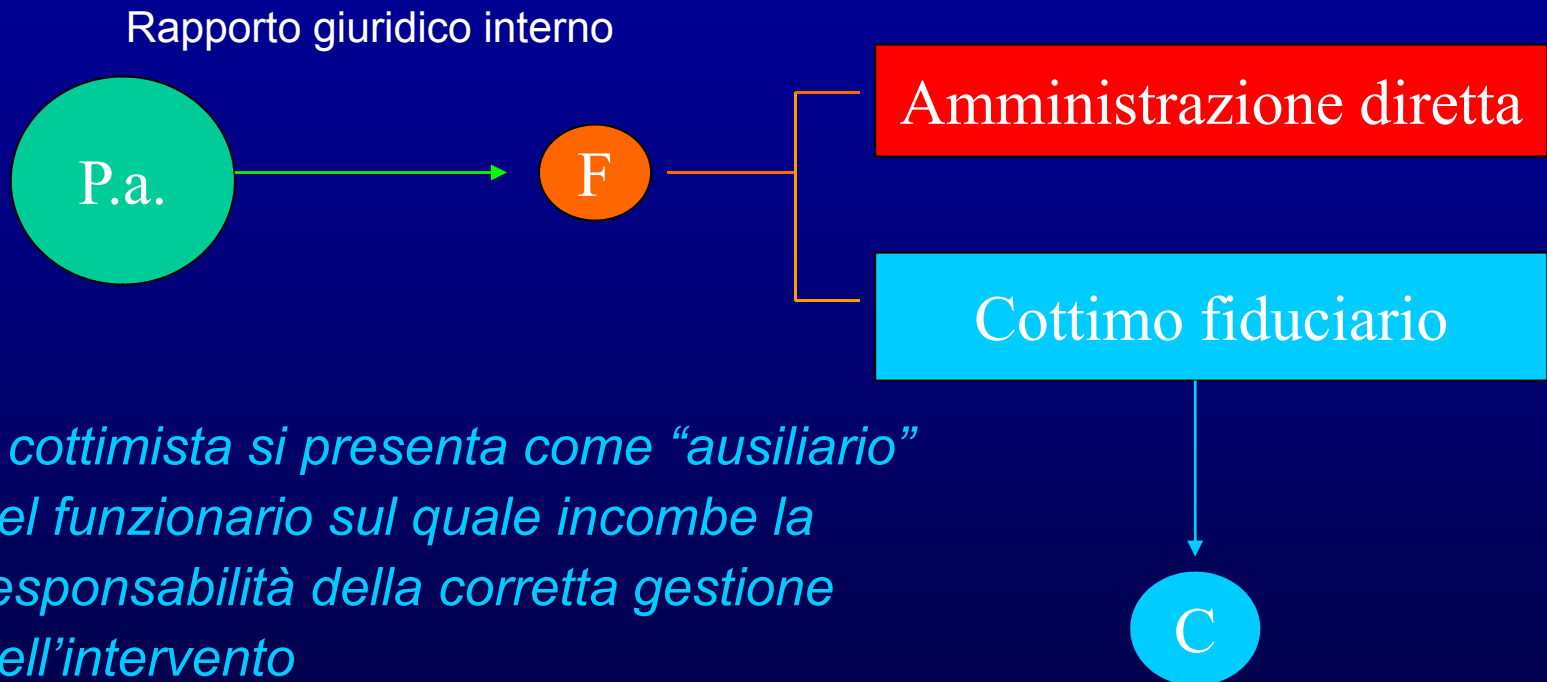 Rapporto giuridico interno
Amministrazione diretta
P.a.
F
Cottimo fiduciario
cottimista si presenta come “ausiliario”
el funzionario sul quale incombe la
esponsabilità della corretta gestione
ell’intervento
C